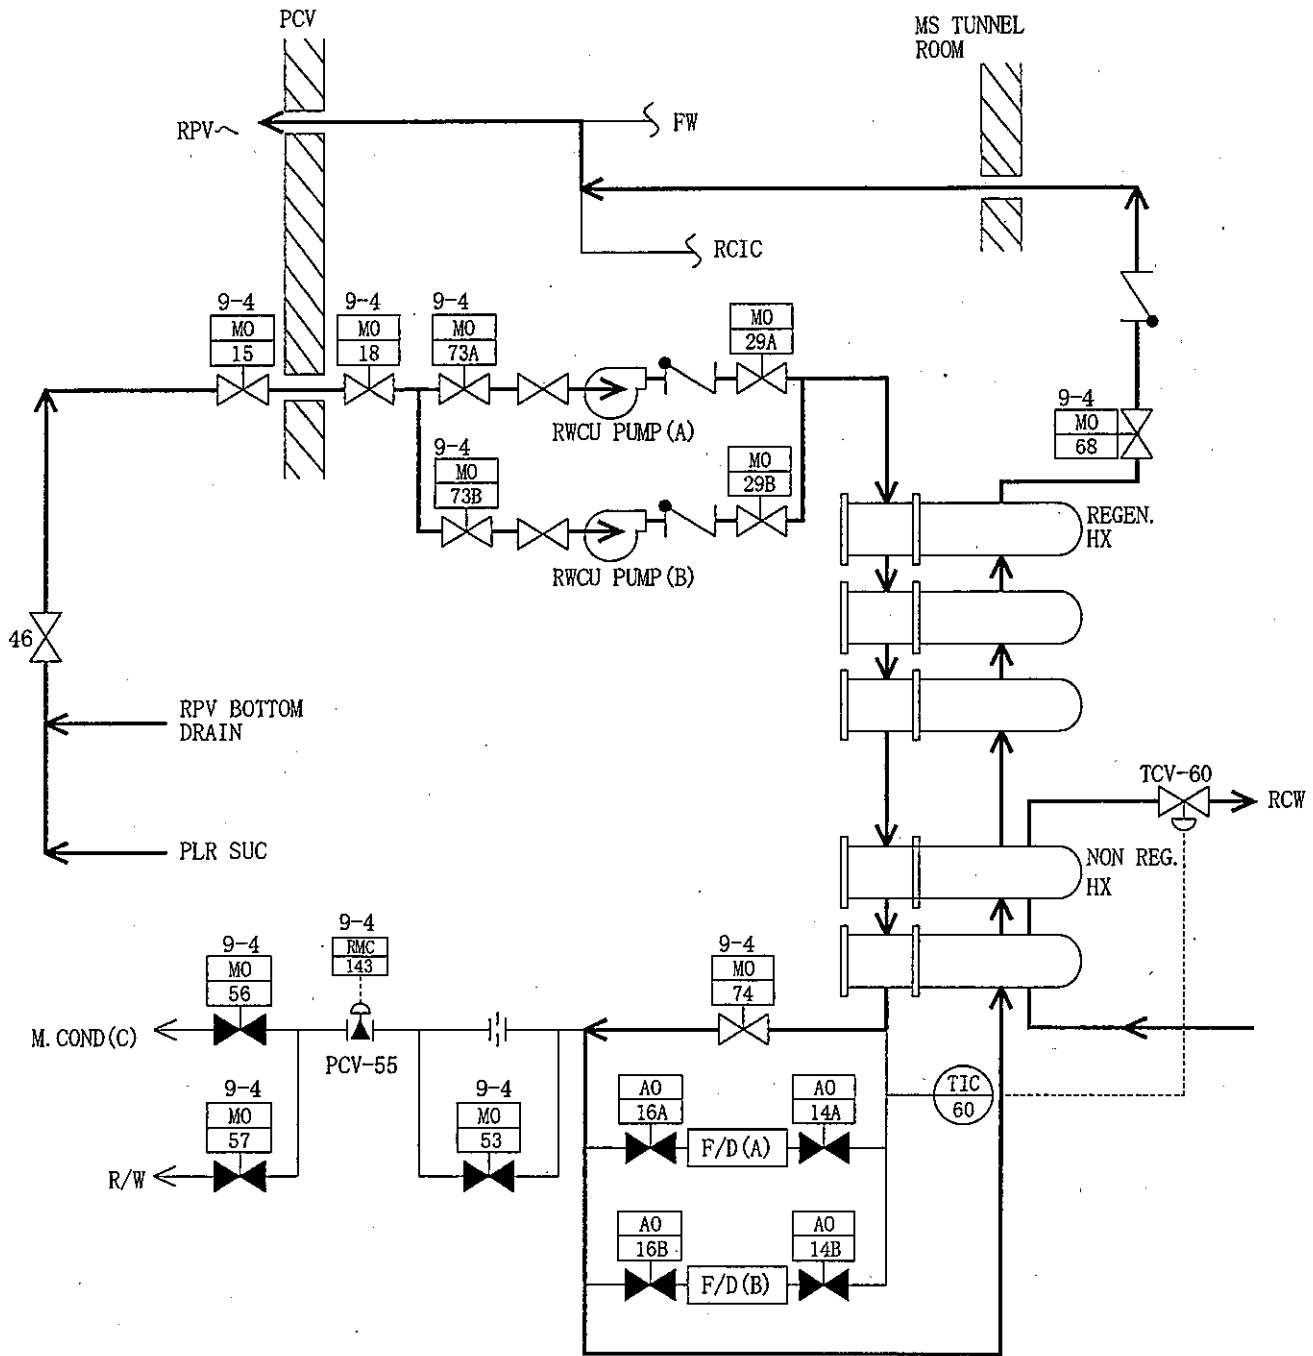 PCV
MS TUNNEL
ROOM
RPV
FW
RCIC
9-4
MO
15
9-4
MO
18
9-4
MO
73A
MO
29A
RWCU PUMP(A)
9-4
MO
73B
MO
29B
RWCU PUMP(B)
9-4
MO
68
REGEN.
HX
46
RPV BOTTOM
DRAIN
PLR SUC
TCV-60
RCW
NON REG.
HX
9-4
MO
56
9-4
RMC
143
9-4
MO
74
M.COND(C)
PCV-55
9-4
MO
57
9-4
MO
53
R/W
AO
16A
AO
14A
F/D(A)
TIC
60
AO
16B
AO
14B
F/D(B)